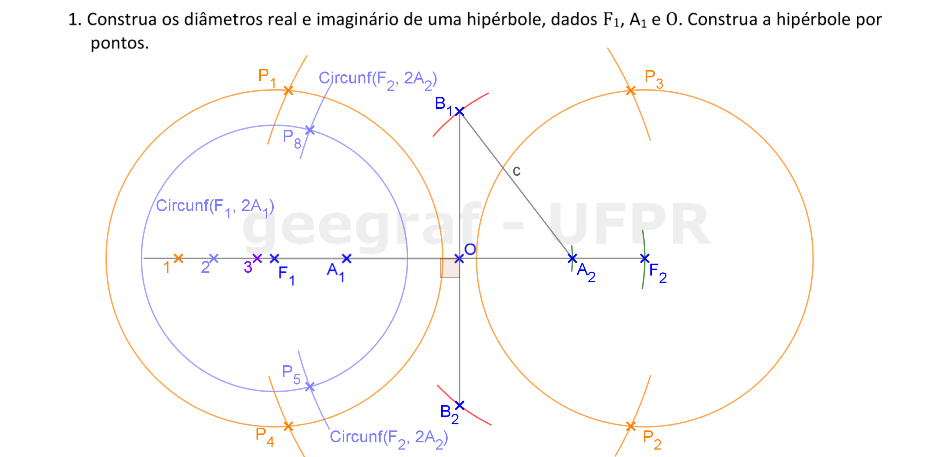 1. Construa os diâmetros real e imaginário de uma hipérbole, dados F₁, A₁ e O. Construa a hipérbole por
pontos.
P₁
Circunf(F₂, 2A₂)
P₃
B₁
P₈
c
Circunf(F₁, 2A₁)
geegraf - UFPR
O
1
2
3
F₁
A₁
A₂
F₂
P₅
B₂
P₄
Circunf(F₂, 2A₂)
P₂